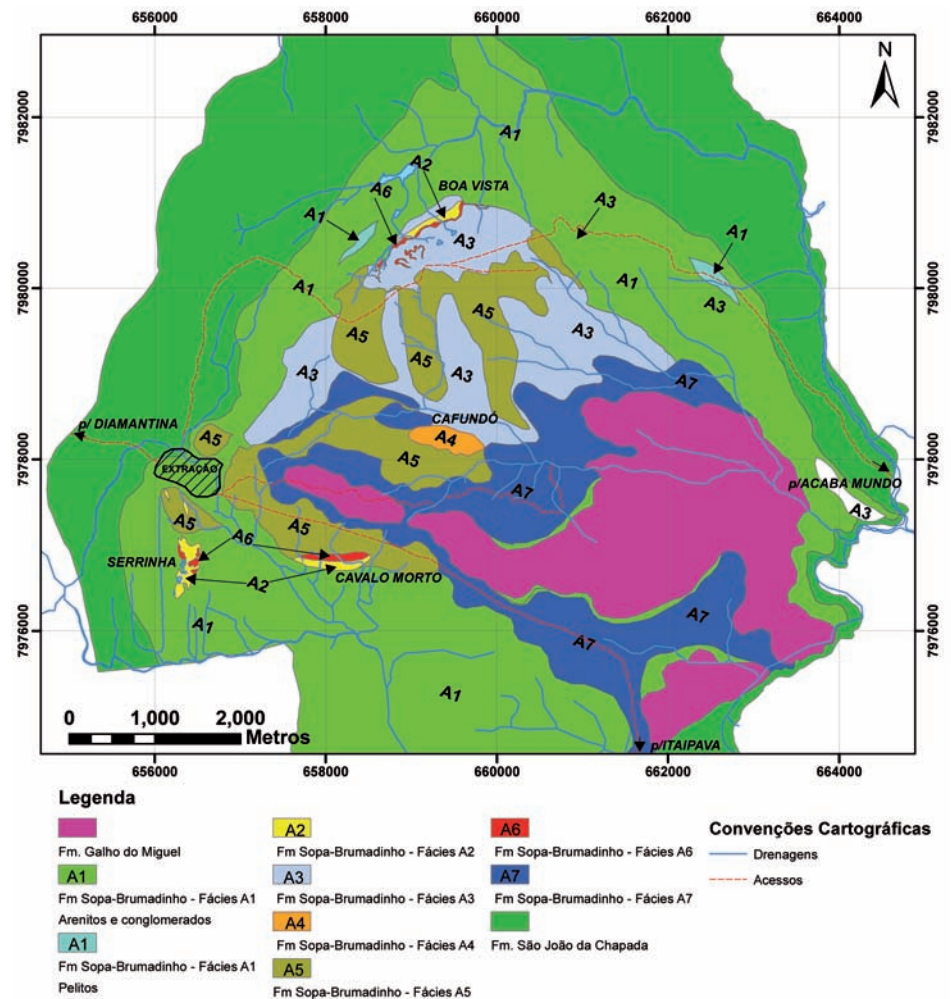 656000 658000 660000 662000 664000
N
7982000 7982000
A1
A2
A6 BOA VISTA
A1 A3 A3 A1
7980000 7980000
A1 A1 A3
A5 A5 A3
A5
A3 A3 A7
CAFUNDÓ
p/ DIAMANTINA
A5 A4
7978000 7978000
EXTRAÇÃO A5
p/ACABA MUNDO
A7 A3
A5 A6 A5
SERRINHA
A2 CAVALO MORTO
A1 A7
7976000 7976000
A7
A1
0 1,000 2,000
Metros
p/ITAIPAVA
656000 658000 660000 662000 664000
Legenda
Fm. Galho do Miguel
A1
Fm Sopa-Brumadinho - Fácies A1
Arenitos e conglomerados
A1
Fm Sopa-Brumadinho - Fácies A1
Pelitos
A2
Fm Sopa-Brumadinho - Fácies A2
A3
Fm Sopa-Brumadinho - Fácies A3
A4
Fm Sopa-Brumadinho - Fácies A4
A5
Fm Sopa-Brumadinho - Fácies A5
A6
Fm Sopa-Brumadinho - Fácies A6
A7
Fm Sopa-Brumadinho - Fácies A7
Fm. São João da Chapada
Convenções Cartográficas
Drenagens
Acessos